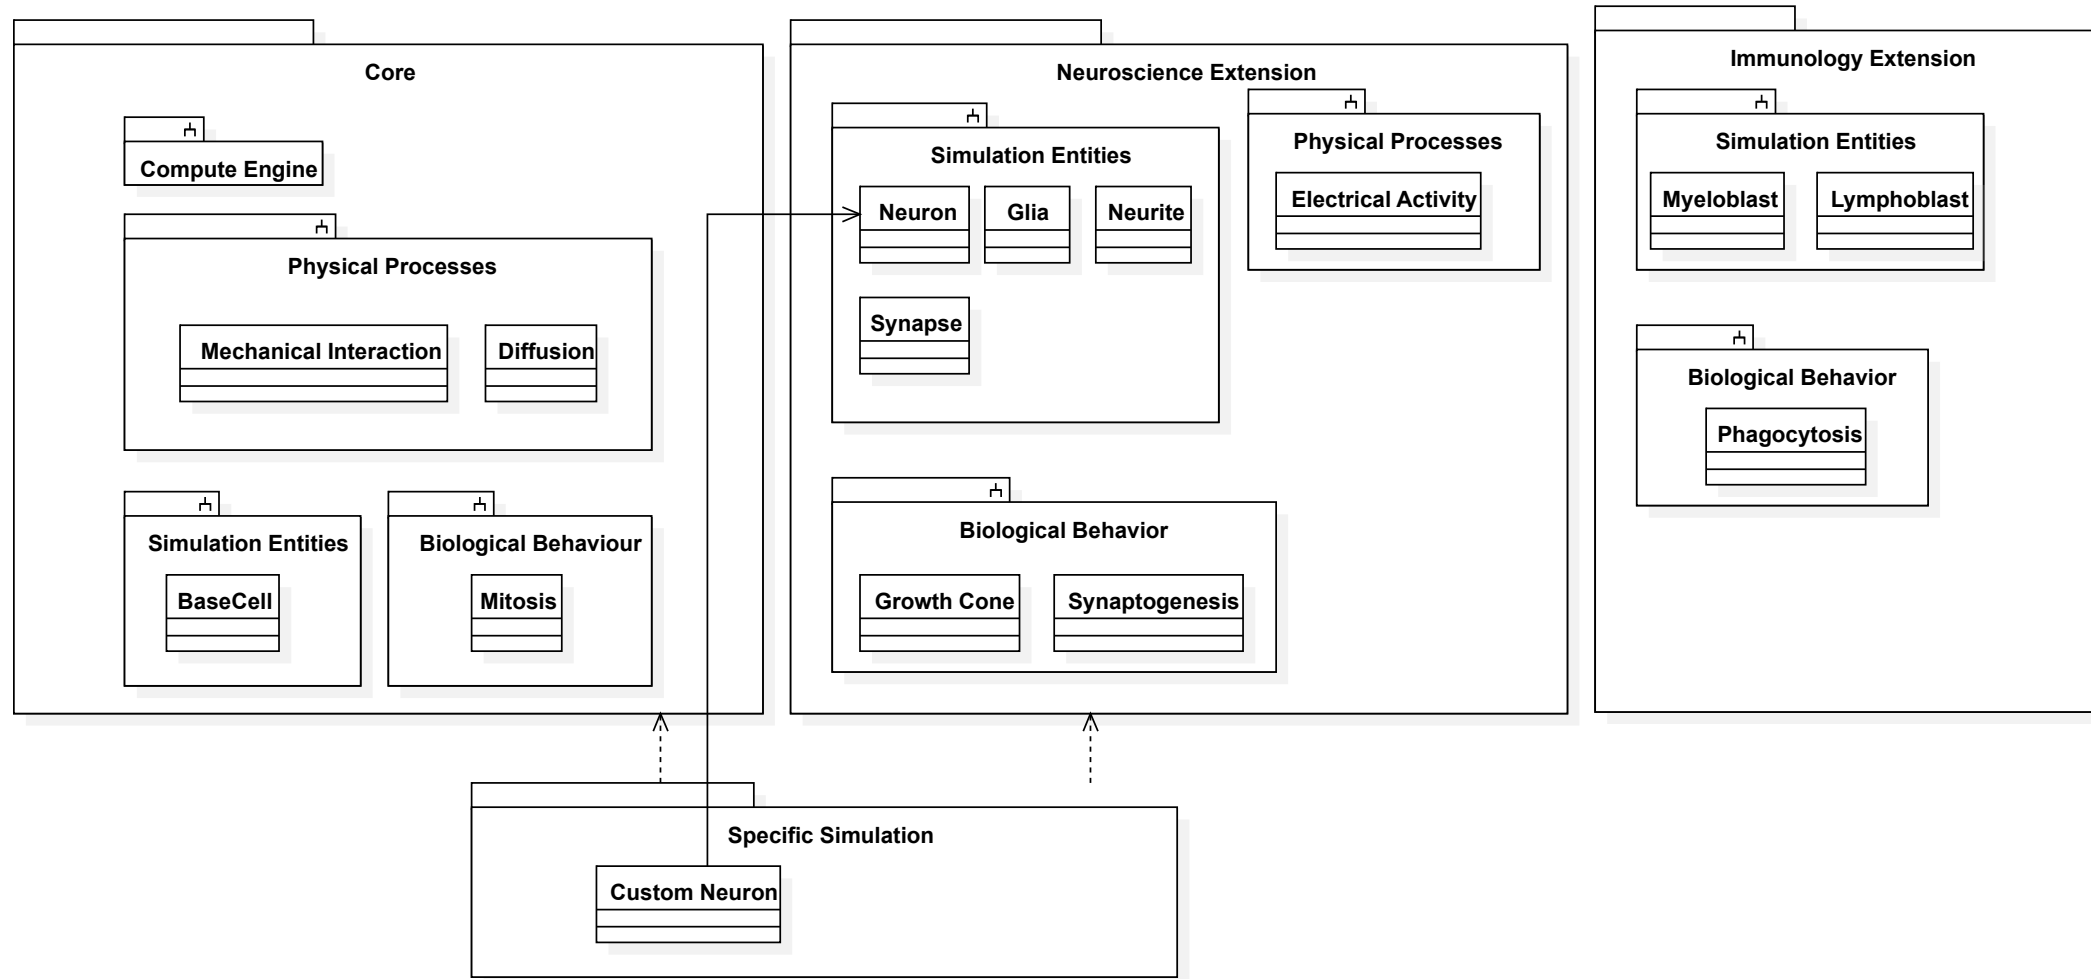 Core
Compute Engine
Physical Processes
Mechanical Interaction
Diffusion
Simulation Entities
BaseCell
Biological Behaviour
Mitosis
Neuroscience Extension
Simulation Entities
Neuron
Glia
Neurite
Synapse
Physical Processes
Electrical Activity
Biological Behavior
Growth Cone
Synaptogenesis
Immunology Extension
Simulation Entities
Myeloblast
Lymphoblast
Biological Behavior
Phagocytosis
Specific Simulation
Custom Neuron